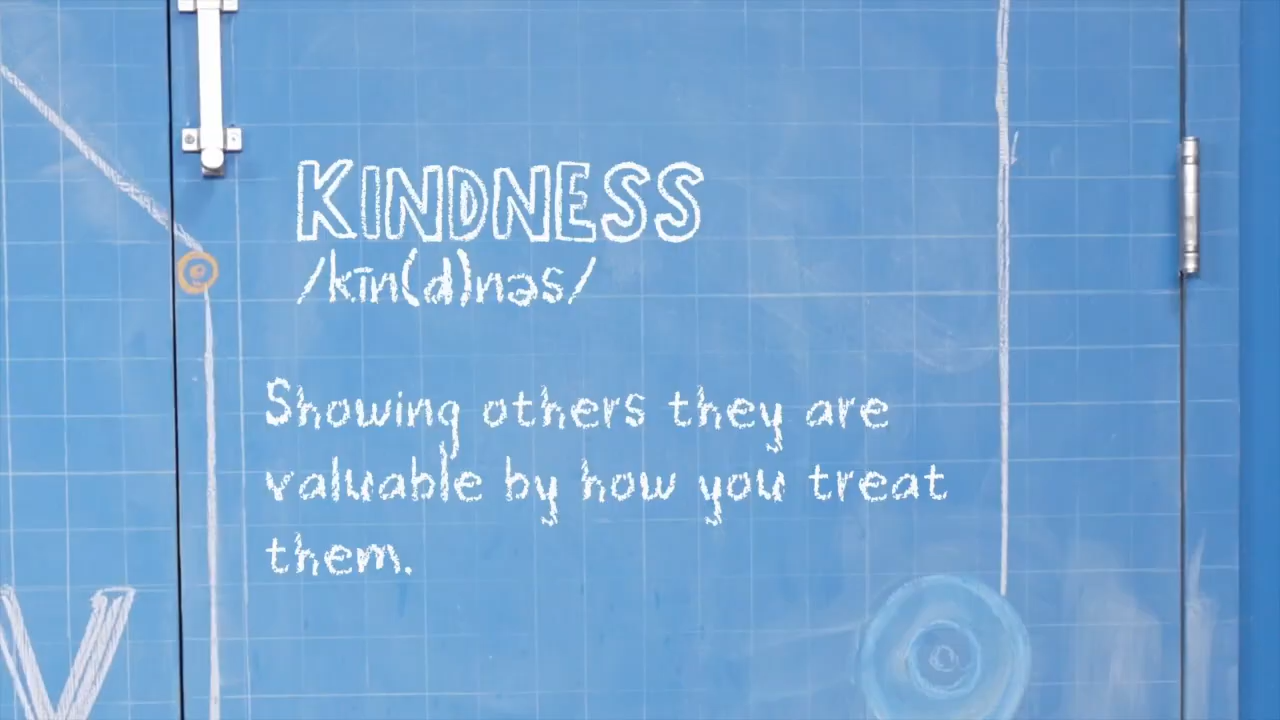 KINDNESS
/kīn(d)nəs/
Showing others they are
valuable by how you treat
them.
V